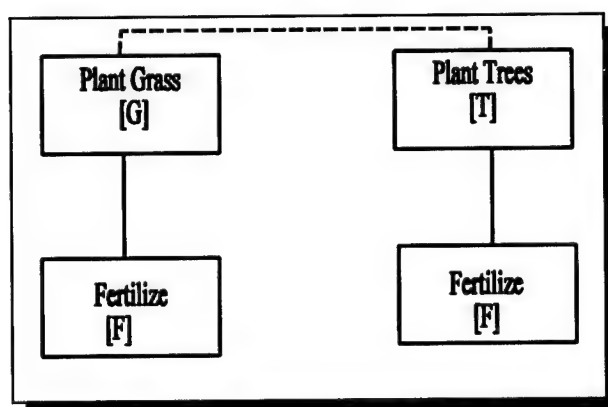 Plant Grass
[G]
Plant Trees
[T]
Fertilize
[F]
Fertilize
[F]